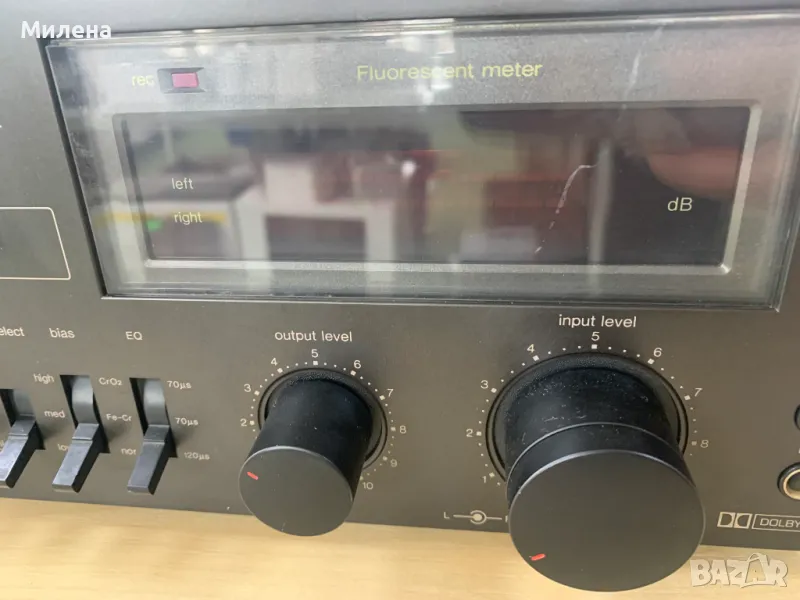 Милена
rec
Fluorescent meter
left
right
dB
bias
EQ
high
med
CrO₂
Fe-Cr
nor
70µs
70µs
120µs
output level
2 3 4 5 6 7 8 9 10
input level
1 2 3 4 5 6 7 8
L
DOLBY
BAZAR